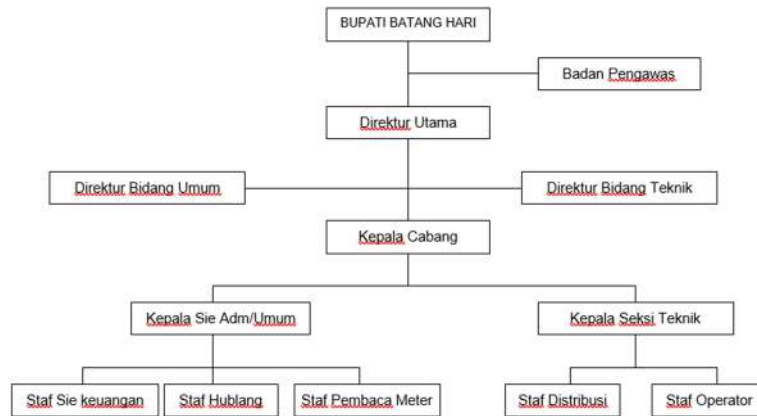 BUPATI BATANG HARI
Badan Pengawas
Direktur Utama
Direktur Bidang Umum
Direktur Bidang Teknik
Kepala Cabang
Kepala Sie Adm/Umum
Kepala Seksi Teknik
Staf Sie keuangan
Staf Hublang
Staf Pembaca Meter
Staf Distribusi
Staf Operator